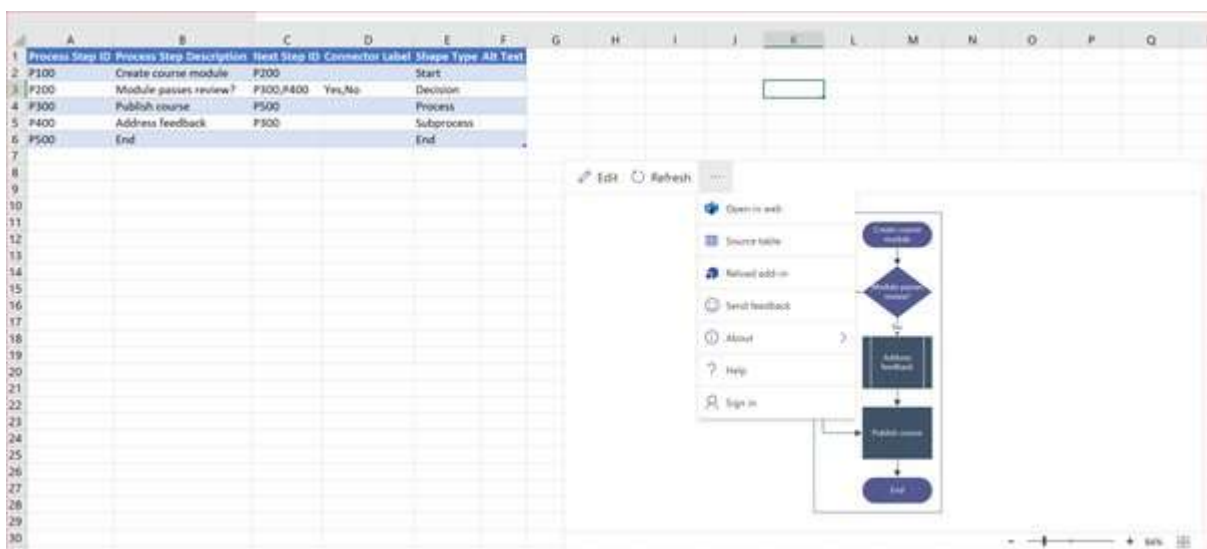 A B C D E F G H I J K L M N O P Q
1 Process Step ID Process Step Description Next Step ID Connector Label Shape Type Alt Text
2 P100 Create course module P200 Start
3 P200 Module passes review? P300,P400 Yes,No Decision
4 P300 Publish course P500 Process
5 P400 Address feedback P300 Subprocess
6 P500 End End
7
8
9
10
11
12
13
14
15
16
17
18
19
20
21
22
23
24
25
26
27
28
29
30
Edit Refresh ...
Open in web
Source table
Reload add-in
Send feedback
About
Help
Sign in
Create course
module
Module passes
review?
No
Address
feedback
Publish course
End
- +